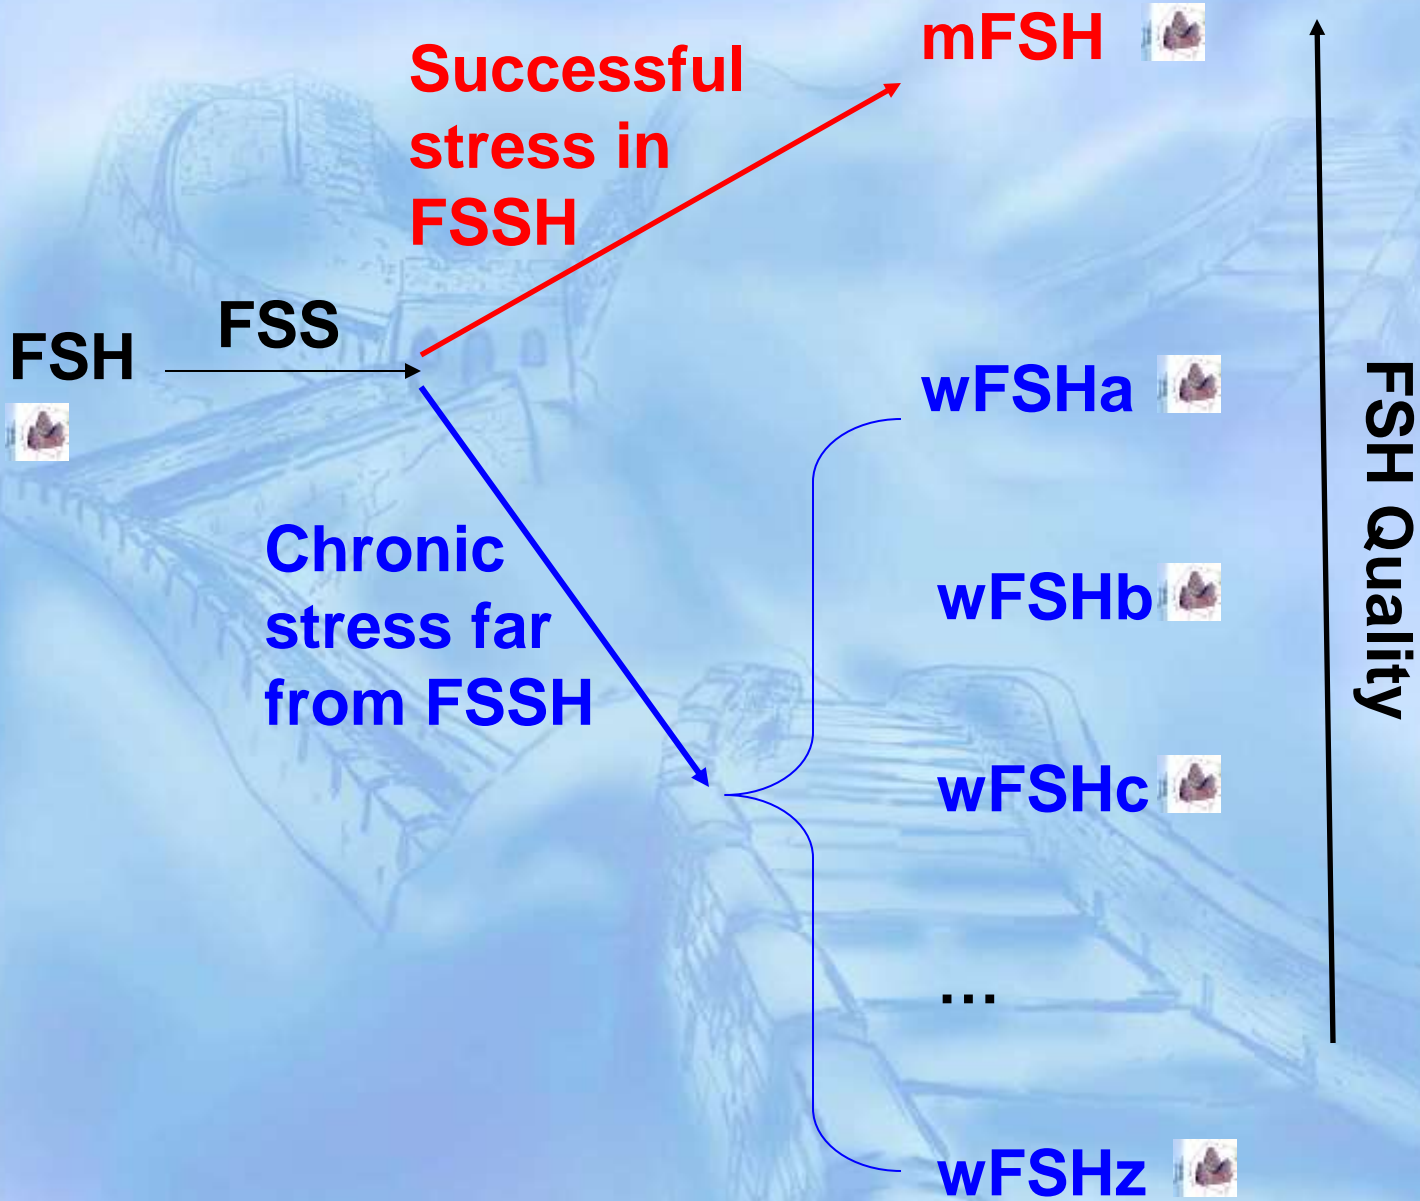 mFSH
Successful
stress in
FSSH
FSS
FSH
wFSHa
FSH Quality
Chronic
stress far
from FSSH
wFSHb
wFSHc
…
wFSHz